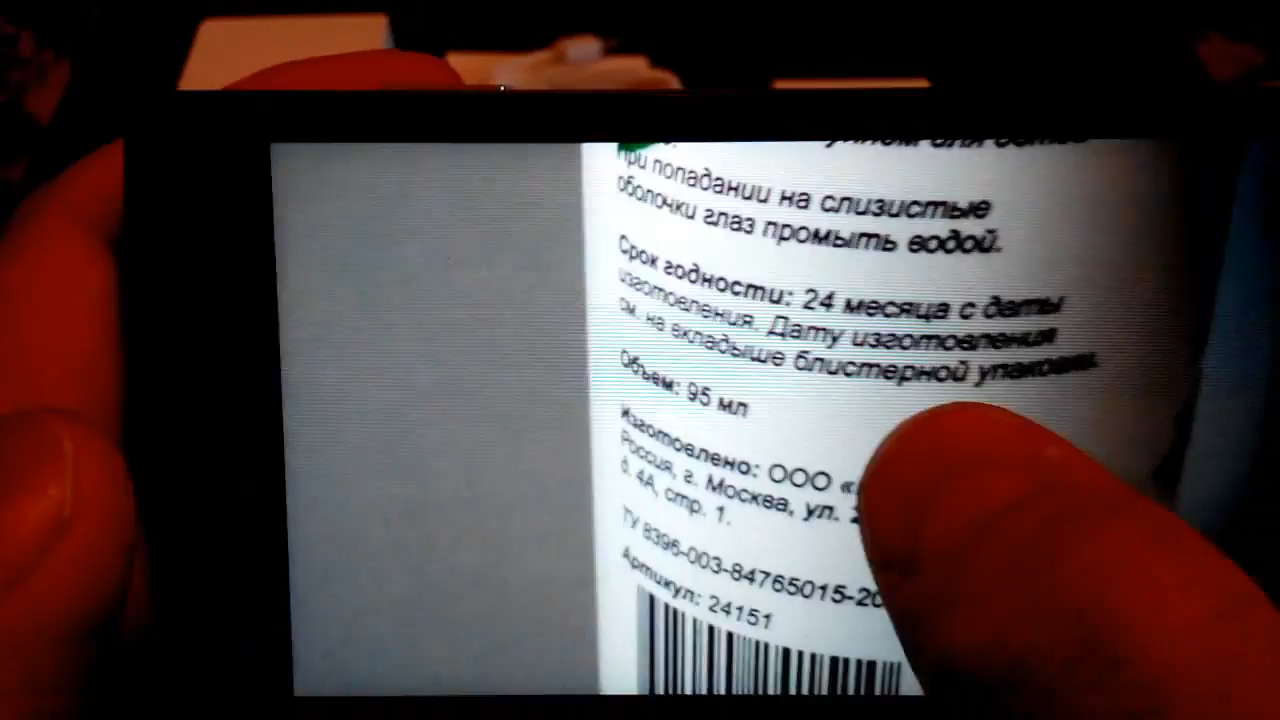 для
При попадании на слизистые
оболочки глаз промыть водой.
Срок годности: 24 месяца с даты
изготовления. Дату изготовления
см. на вкладыше блистерной упаковки.
Объем: 95 мл
Изготовлено: ООО «
Россия, г. Москва, ул.
д. 4А, стр. 1.
ТУ 8396-003-84765015-20
Артикул: 24151